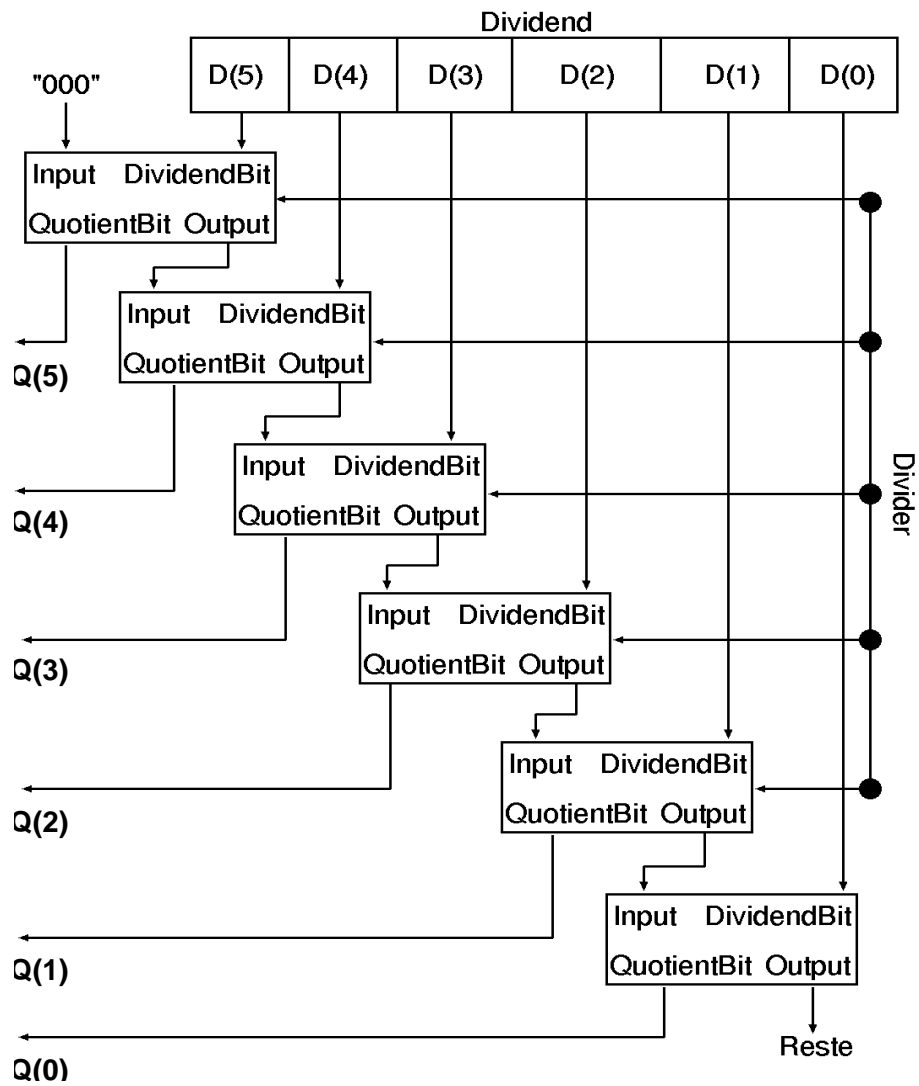 Dividend
D(5) D(4) D(3) D(2) D(1) D(0)
"000"
Input DividendBit
QuotientBit Output
Input DividendBit
QuotientBit Output
Q(5)
Input DividendBit
QuotientBit Output
Q(4)
Divider
Input DividendBit
QuotientBit Output
Q(3)
Input DividendBit
QuotientBit Output
Q(2)
Input DividendBit
QuotientBit Output
Q(1)
Reste
Q(0)